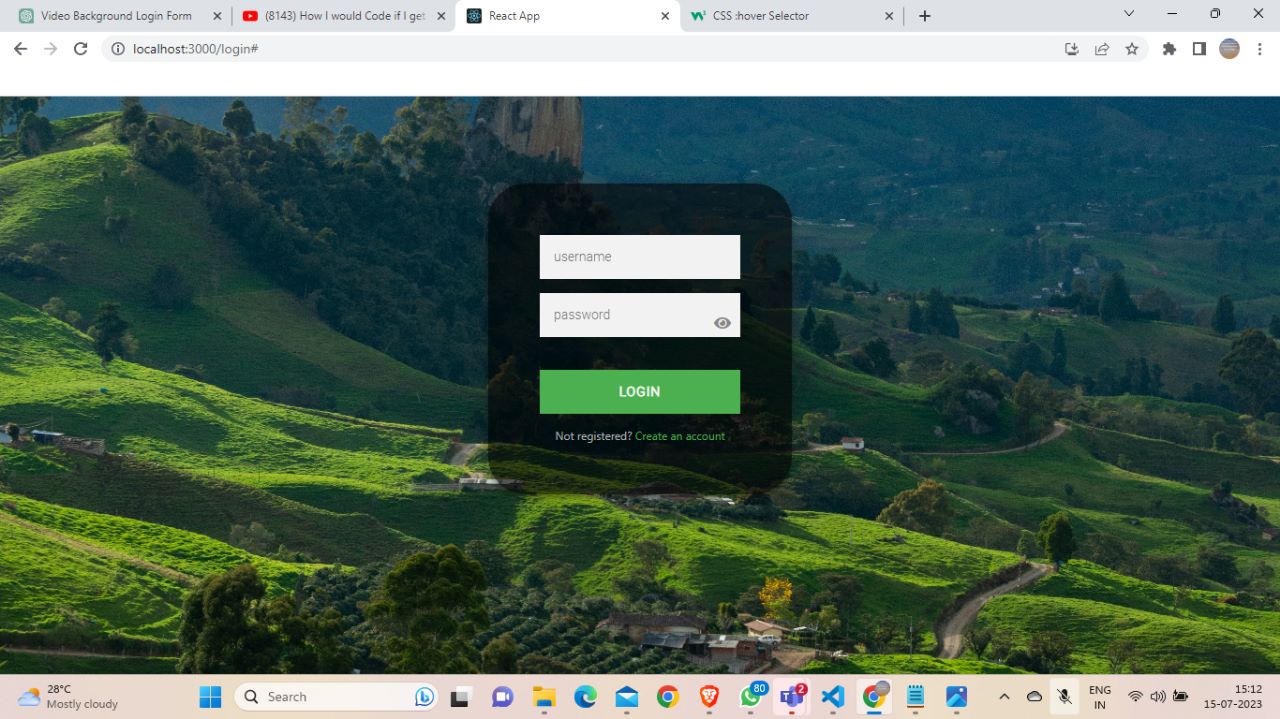 Video Background Login Form
(8143) How I would Code if I get
React App
CSS :hover Selector
localhost:3000/login#
username
password
LOGIN
Not registered? Create an account
28°C
Mostly cloudy
Search
80
2
ENG
IN
15:12
15-07-2023